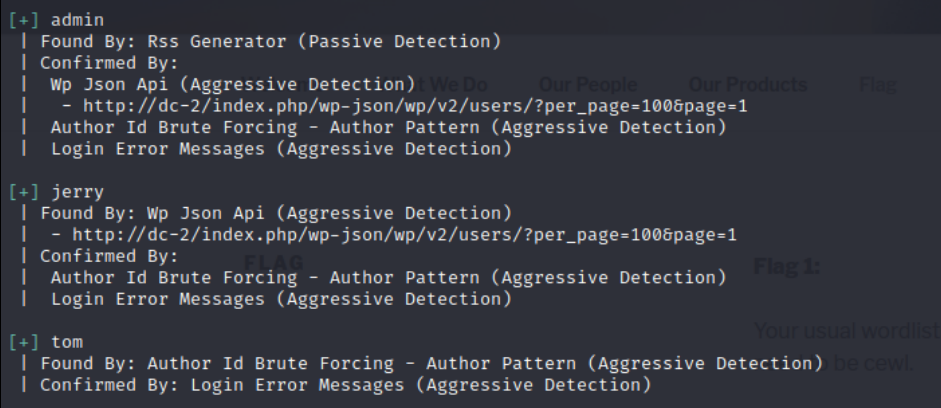 [+] admin
 | Found By: Rss Generator (Passive Detection)
 | Confirmed By:
 |  Wp Json Api (Aggressive Detection)
 |   - http://dc-2/index.php/wp-json/wp/v2/users/?per_page=100&page=1
 |  Author Id Brute Forcing - Author Pattern (Aggressive Detection)
 |  Login Error Messages (Aggressive Detection)
What We Do Our People Our Products Flag
[+] jerry
 | Found By: Wp Json Api (Aggressive Detection)
 |  - http://dc-2/index.php/wp-json/wp/v2/users/?per_page=100&page=1
 | Confirmed By:
 |  Author Id Brute Forcing - Author Pattern (Aggressive Detection)
 |  Login Error Messages (Aggressive Detection)
FLAG
Flag 1:
[+] tom
 | Found By: Author Id Brute Forcing - Author Pattern (Aggressive Detection)
 | Confirmed By: Login Error Messages (Aggressive Detection)
Your usual wordlist
to be cewl.